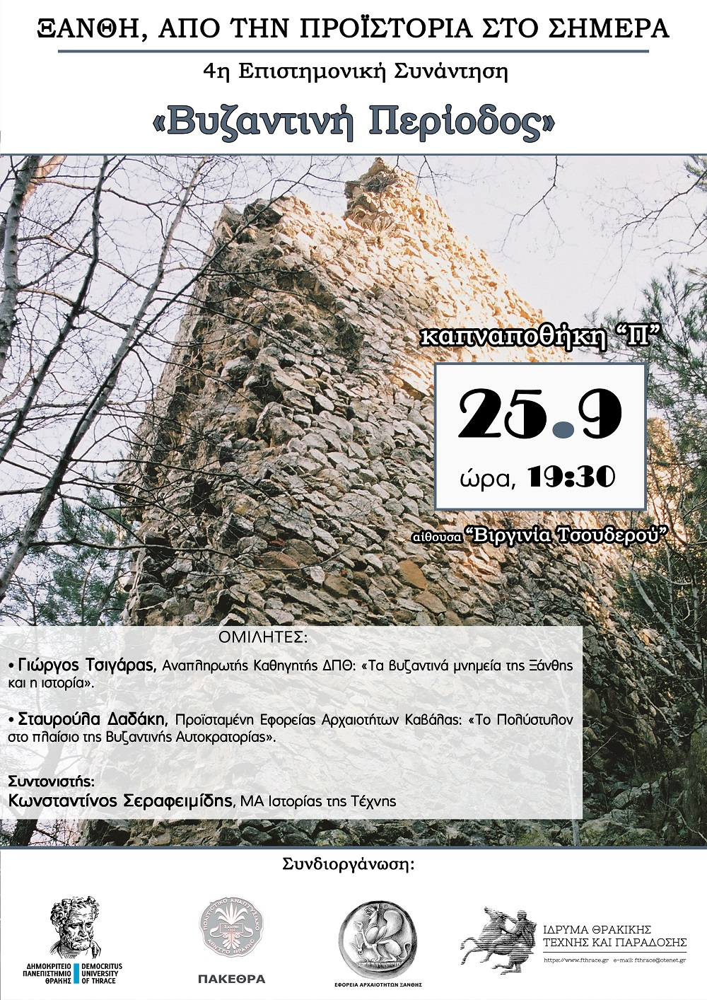 ΞΑΝΘΗ, ΑΠΟ ΤΗΝ ΠΡΟΪΣΤΟΡΙΑ ΣΤΟ ΣΗΜΕΡΑ
4η Επιστημονική Συνάντηση
«Βυζαντινή Περίοδος»
καπναποθήκη “Π”
25.9
ώρα, 19:30
αίθουσα “Βιργινία Τσουδερού”
ΟΜΙΛΗΤΕΣ:
• Γιώργος Τσιγάρας, Αναπληρωτής Καθηγητής ΔΠΘ: «Τα βυζαντινά μνημεία της Ξάνθης
και η ιστορία».
• Σταυρούλα Δαδάκη, Προϊσταμένη Εφορείας Αρχαιοτήτων Καβάλας: «Το Πολύστυλον
στο πλαίσιο της Βυζαντινής Αυτοκρατορίας».
Συντονιστής:
Κωνσταντίνος Σεραφειμίδης, ΜΑ Ιστορίας της Τέχνης
Συνδιοργάνωση:
ΔΗΜΟΚΡΙΤΕΙΟ
ΠΑΝΕΠΙΣΤΗΜΙΟ
ΘΡΑΚΗΣ
DEMOCRITUS
UNIVERSITY
OF THRACE
ΠΟΛΙΤΙΣΤΙΚΟ ΑΝΑΠΤΥΞΙΑΚΟ
ΚΕΝΤΡΟ ΘΡΑΚΗΣ
ΞΑΝΘΗ
ΠΑΚΕΘΡΑ
ΕΦΟΡΕΙΑ ΑΡΧΑΙΟΤΗΤΩΝ ΞΑΝΘΗΣ
ΙΔΡΥΜΑ ΘΡΑΚΙΚΗΣ
ΤΕΧΝΗΣ ΚΑΙ ΠΑΡΑΔΟΣΗΣ
https://www.fthrace.gr e-mail: fthrace@otenet.gr